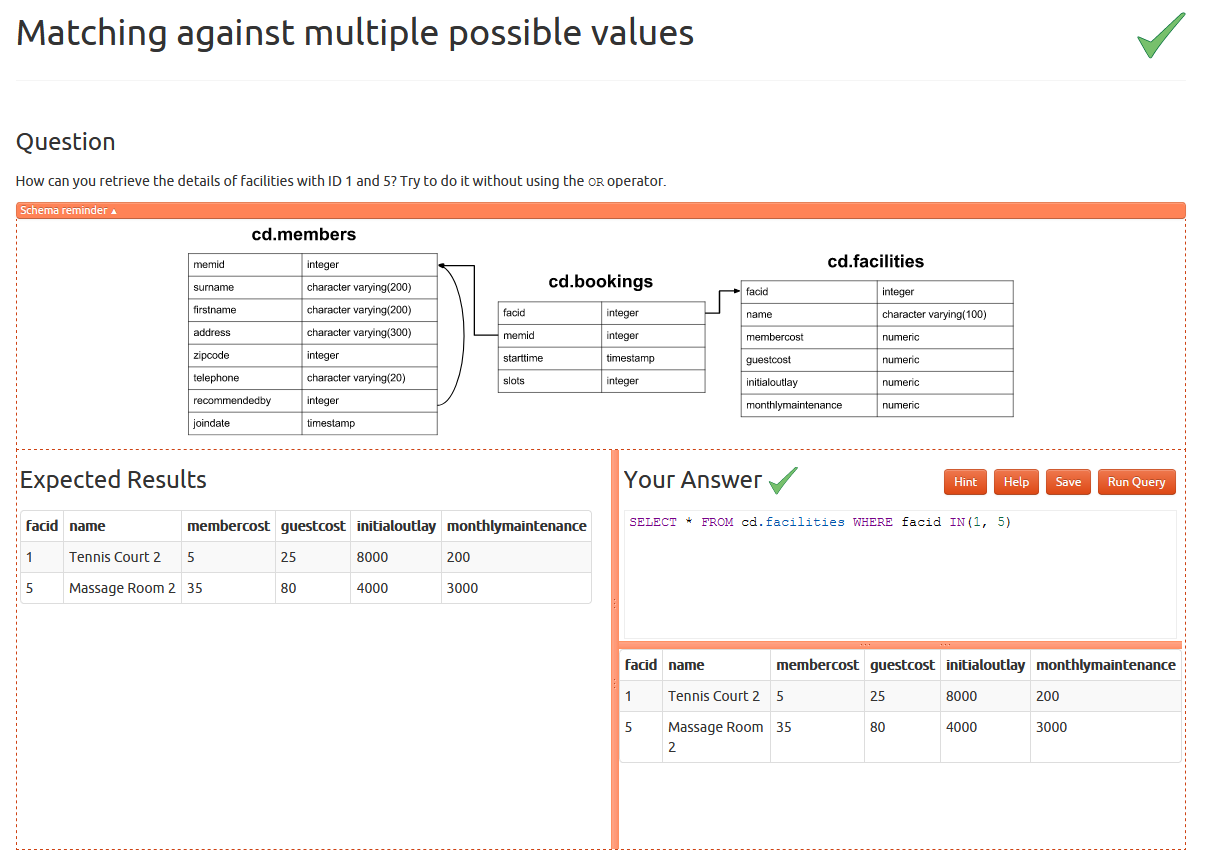 Matching against multiple possible values
Question
How can you retrieve the details of facilities with ID 1 and 5? Try to do it without using the OR operator.
Schema reminder ▲
cd.members
memid integer
surname character varying(200)
firstname character varying(200)
address character varying(300)
zipcode integer
telephone character varying(20)
recommendedby integer
joindate timestamp
cd.bookings
facid integer
memid integer
starttime timestamp
slots integer
cd.facilities
facid integer
name character varying(100)
membercost numeric
guestcost numeric
initialoutlay numeric
monthlymaintenance numeric
Expected Results
facid name membercost guestcost initialoutlay monthlymaintenance
1 Tennis Court 2 5 25 8000 200
5 Massage Room 2 35 80 4000 3000
Your Answer
Hint Help Save Run Query
SELECT * FROM cd.facilities WHERE facid IN(1, 5)
facid name membercost guestcost initialoutlay monthlymaintenance
1 Tennis Court 2 5 25 8000 200
5 Massage Room 35 80 4000 3000
2